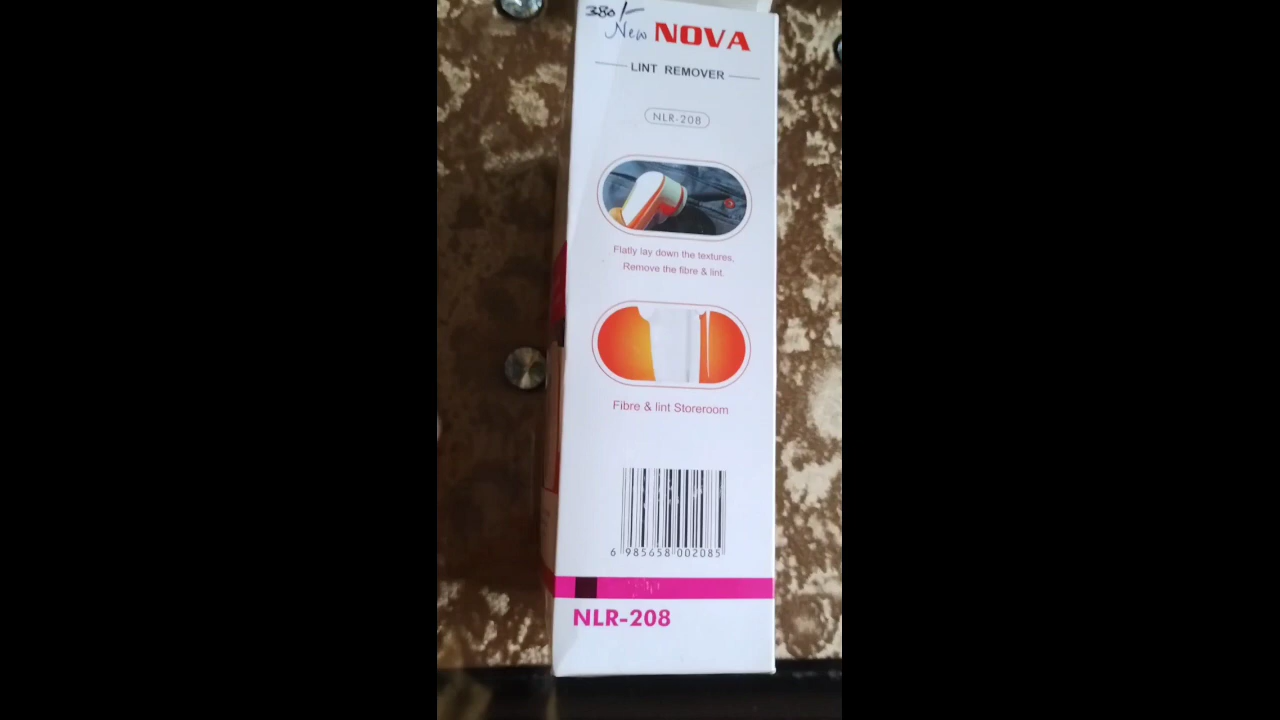 380/-
New NOVA
LINT REMOVER
NLR-208
Flatly lay down the textures,
Remove the fibre & lint.
Fibre & lint Storeroom
6 985658 002085
NLR-208